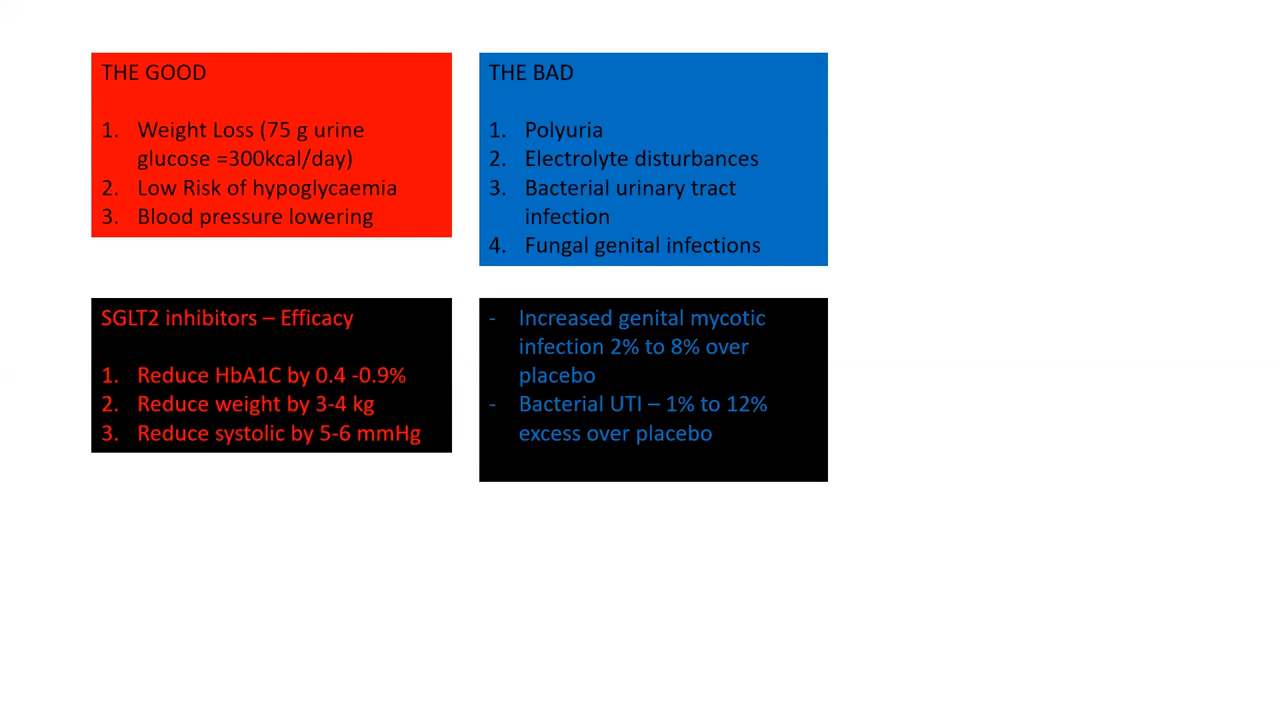 THE GOOD
1. Weight Loss (75 g urine
glucose =300kcal/day)
2. Low Risk of hypoglycaemia
3. Blood pressure lowering
THE BAD
1. Polyuria
2. Electrolyte disturbances
3. Bacterial urinary tract
infection
4. Fungal genital infections
SGLT2 inhibitors – Efficacy
1. Reduce HbA1C by 0.4 -0.9%
2. Reduce weight by 3-4 kg
3. Reduce systolic by 5-6 mmHg
- Increased genital mycotic
infection 2% to 8% over
placebo
- Bacterial UTI – 1% to 12%
excess over placebo